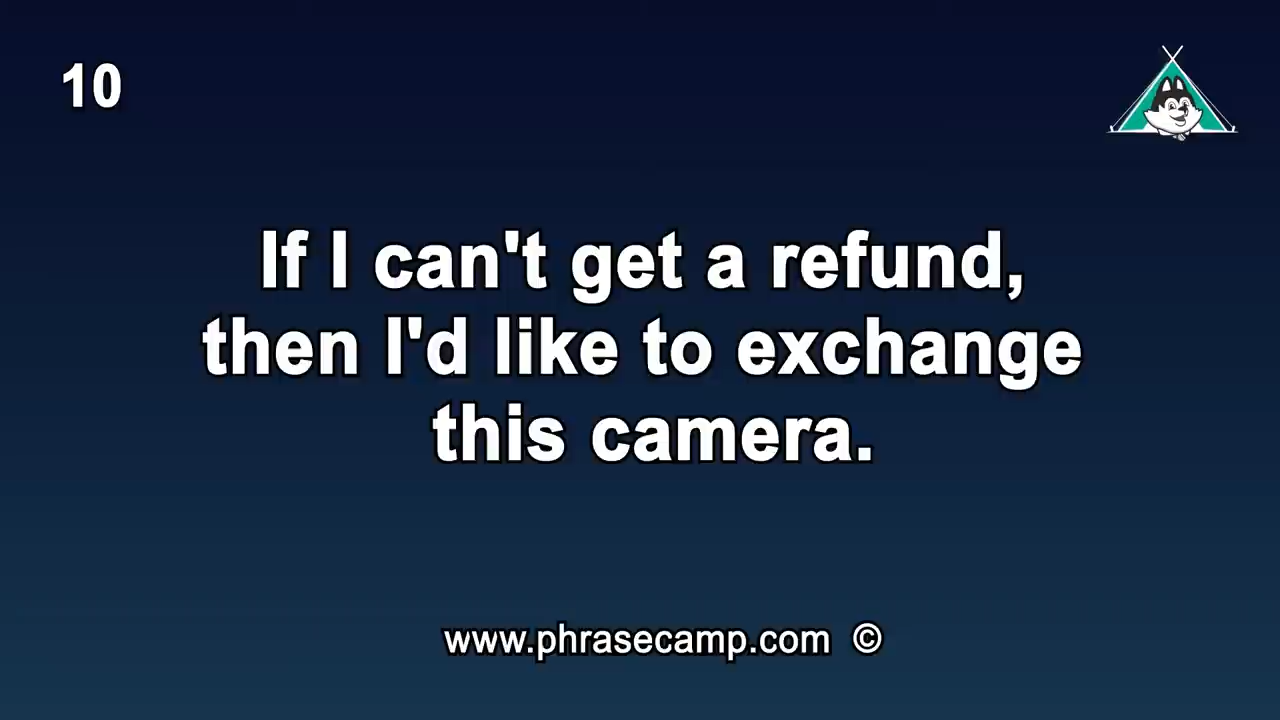 10
If I can't get a refund,
then I'd like to exchange
this camera.
www.phrasecamp.com ©